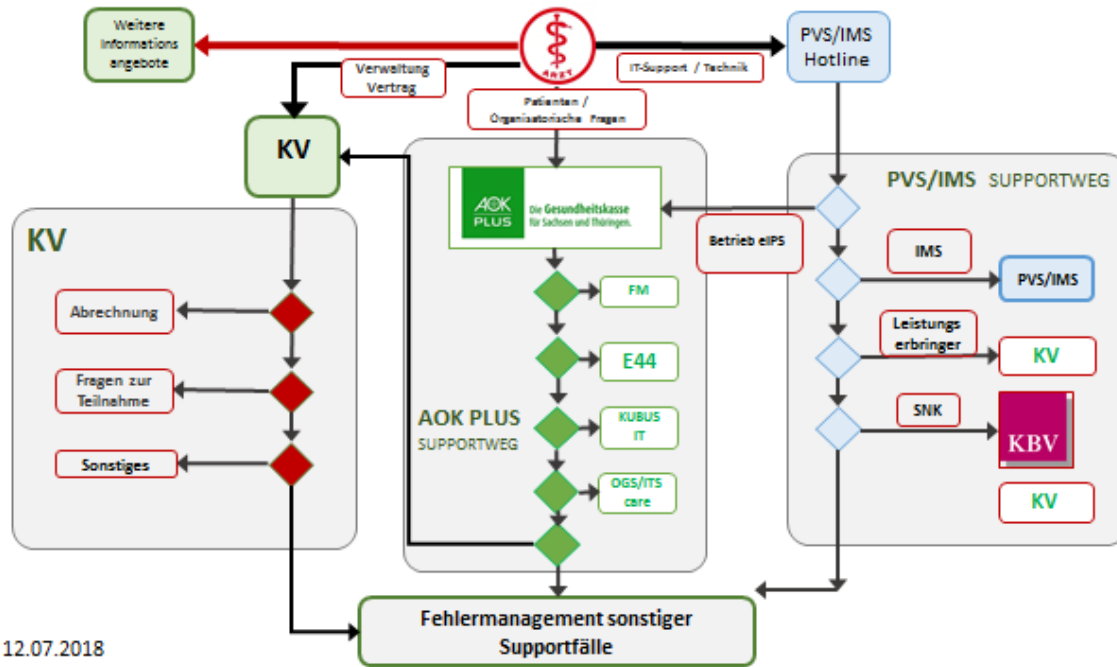 Weitere
Informations
angebote
ARZT
PVS/IMS
Hotline
Verwaltung
Vertrag
IT-Support / Technik
Patienten /
Organisatorische Fragen
KV
KV
Abrechnung
Fragen zur
Teilnahme
Sonstiges
AOK
PLUS
Die Gesundheitskasse
für Sachsen und Thüringen.
FM
E44
KUBUS
IT
OGS/ITS
care
AOK PLUS
SUPPORTWEG
Betrieb eIPS
PVS/IMS SUPPORTWEG
IMS
PVS/IMS
Leistungs
erbringer
KV
SNK
KBV
KV
Fehlermanagement sonstiger
Supportfälle
12.07.2018